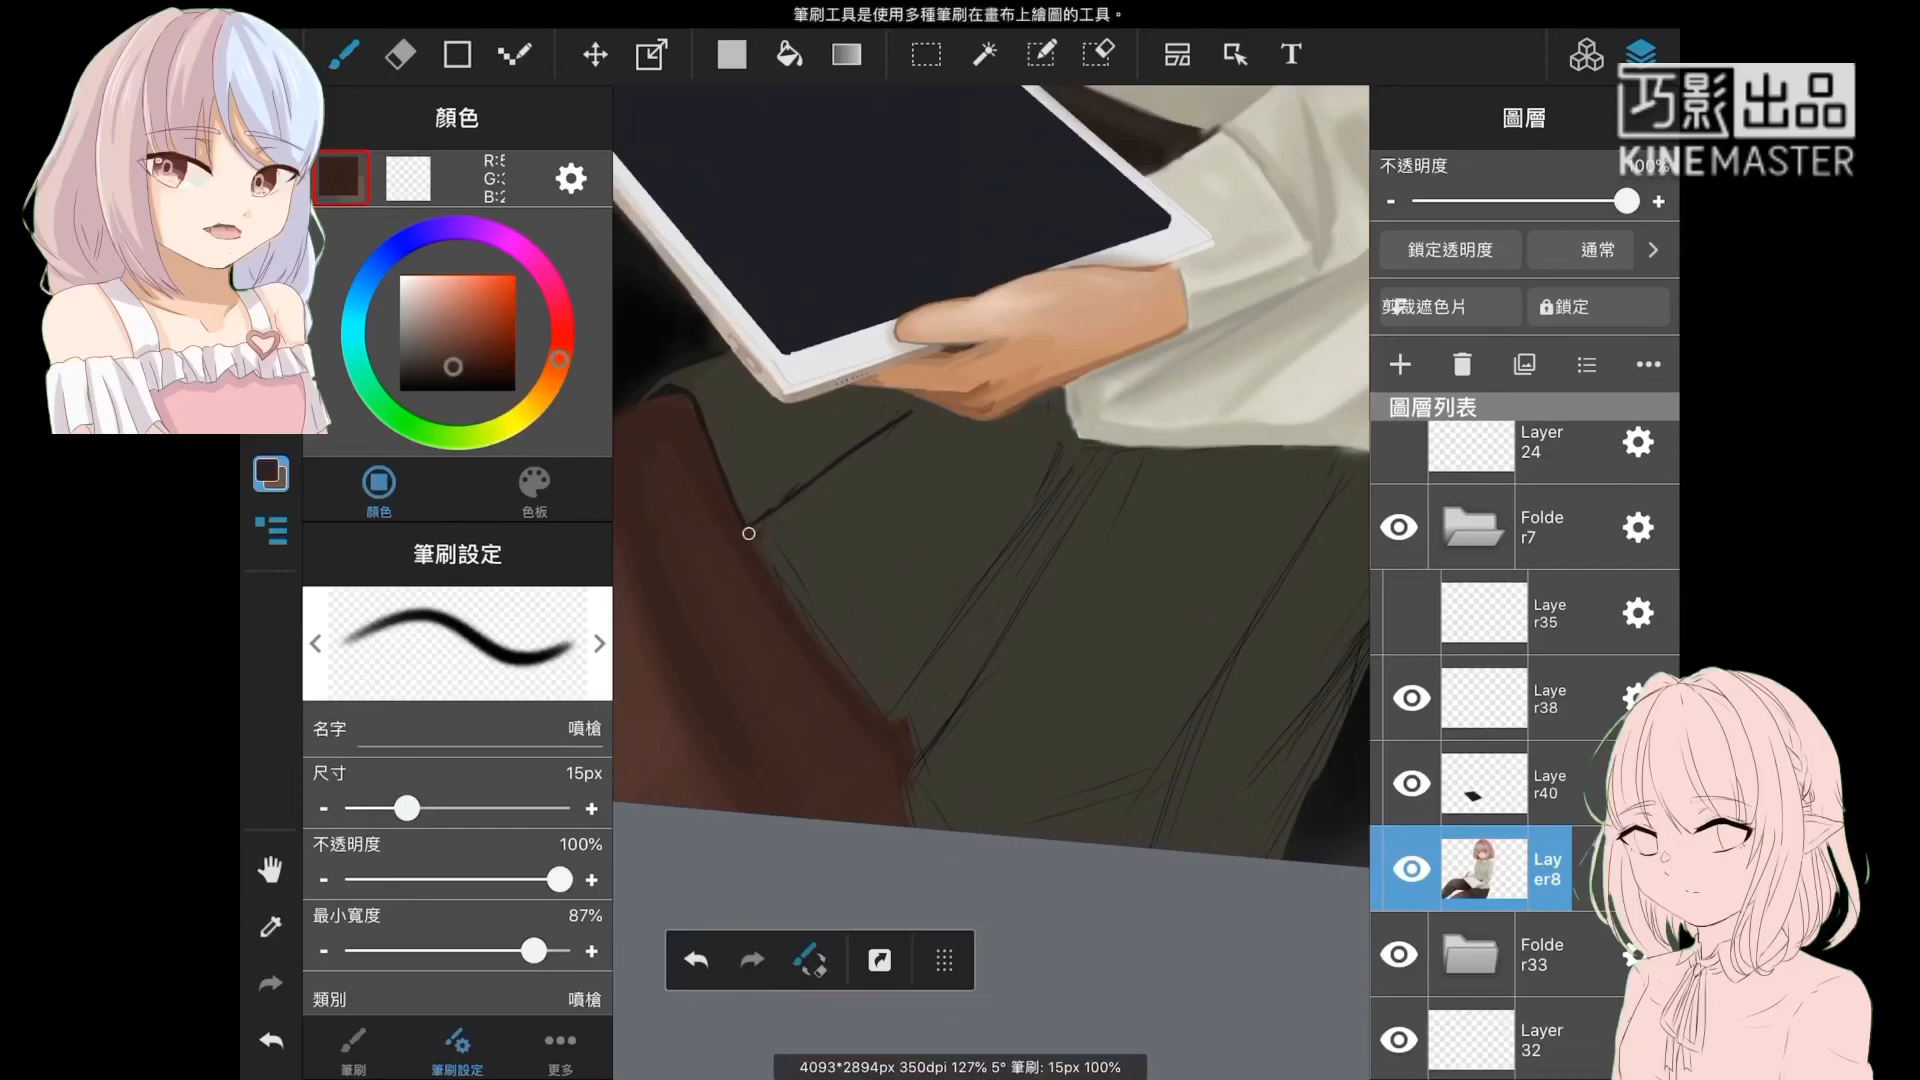 筆刷工具是使用多種筆刷在畫布上繪圖的工具。
T
顏色
R:5
G:3
B:2
顏色
色板
筆刷設定
名字
噴槍
尺寸
15px
不透明度
100%
最小寬度
87%
類別
噴槍
筆刷
筆刷設定
更多
4093*2894px 350dpi 127% 5° 筆刷: 15px 100%
圖層
巧影出品
KINEMASTER
不透明度
100%
鎖定透明度
通常
剪裁遮色片
鎖定
圖層列表
Layer
24
Folde
r7
Laye
r35
Laye
r38
Laye
r40
Lay
er8
Folde
r33
Layer
32